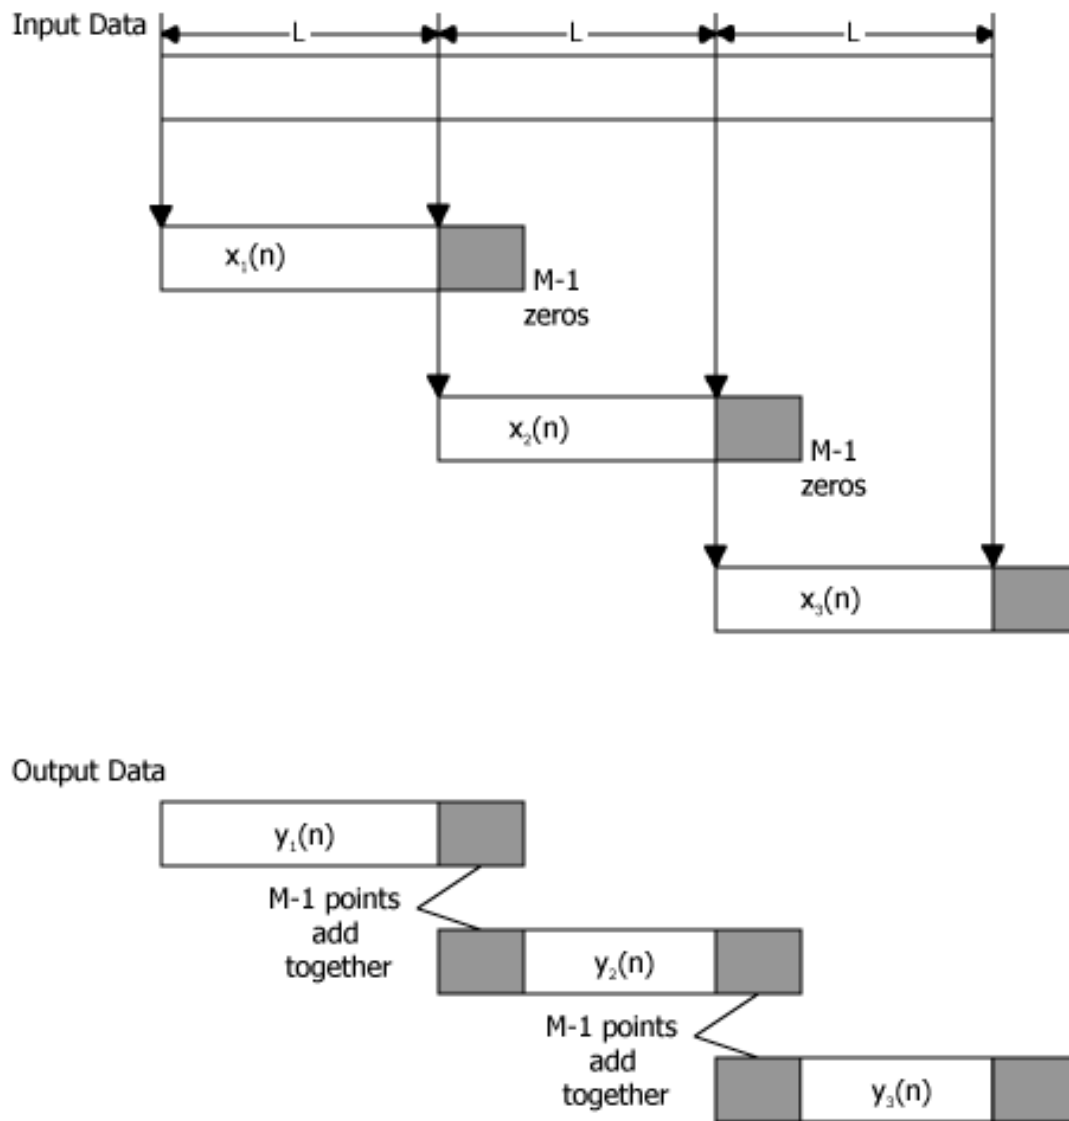 Input Data
L L L
x₁(n)
M-1
zeros
x₂(n)
M-1
zeros
x₃(n)
Output Data
y₁(n)
M-1 points
add
together
y₂(n)
M-1 points
add
together
y₃(n)